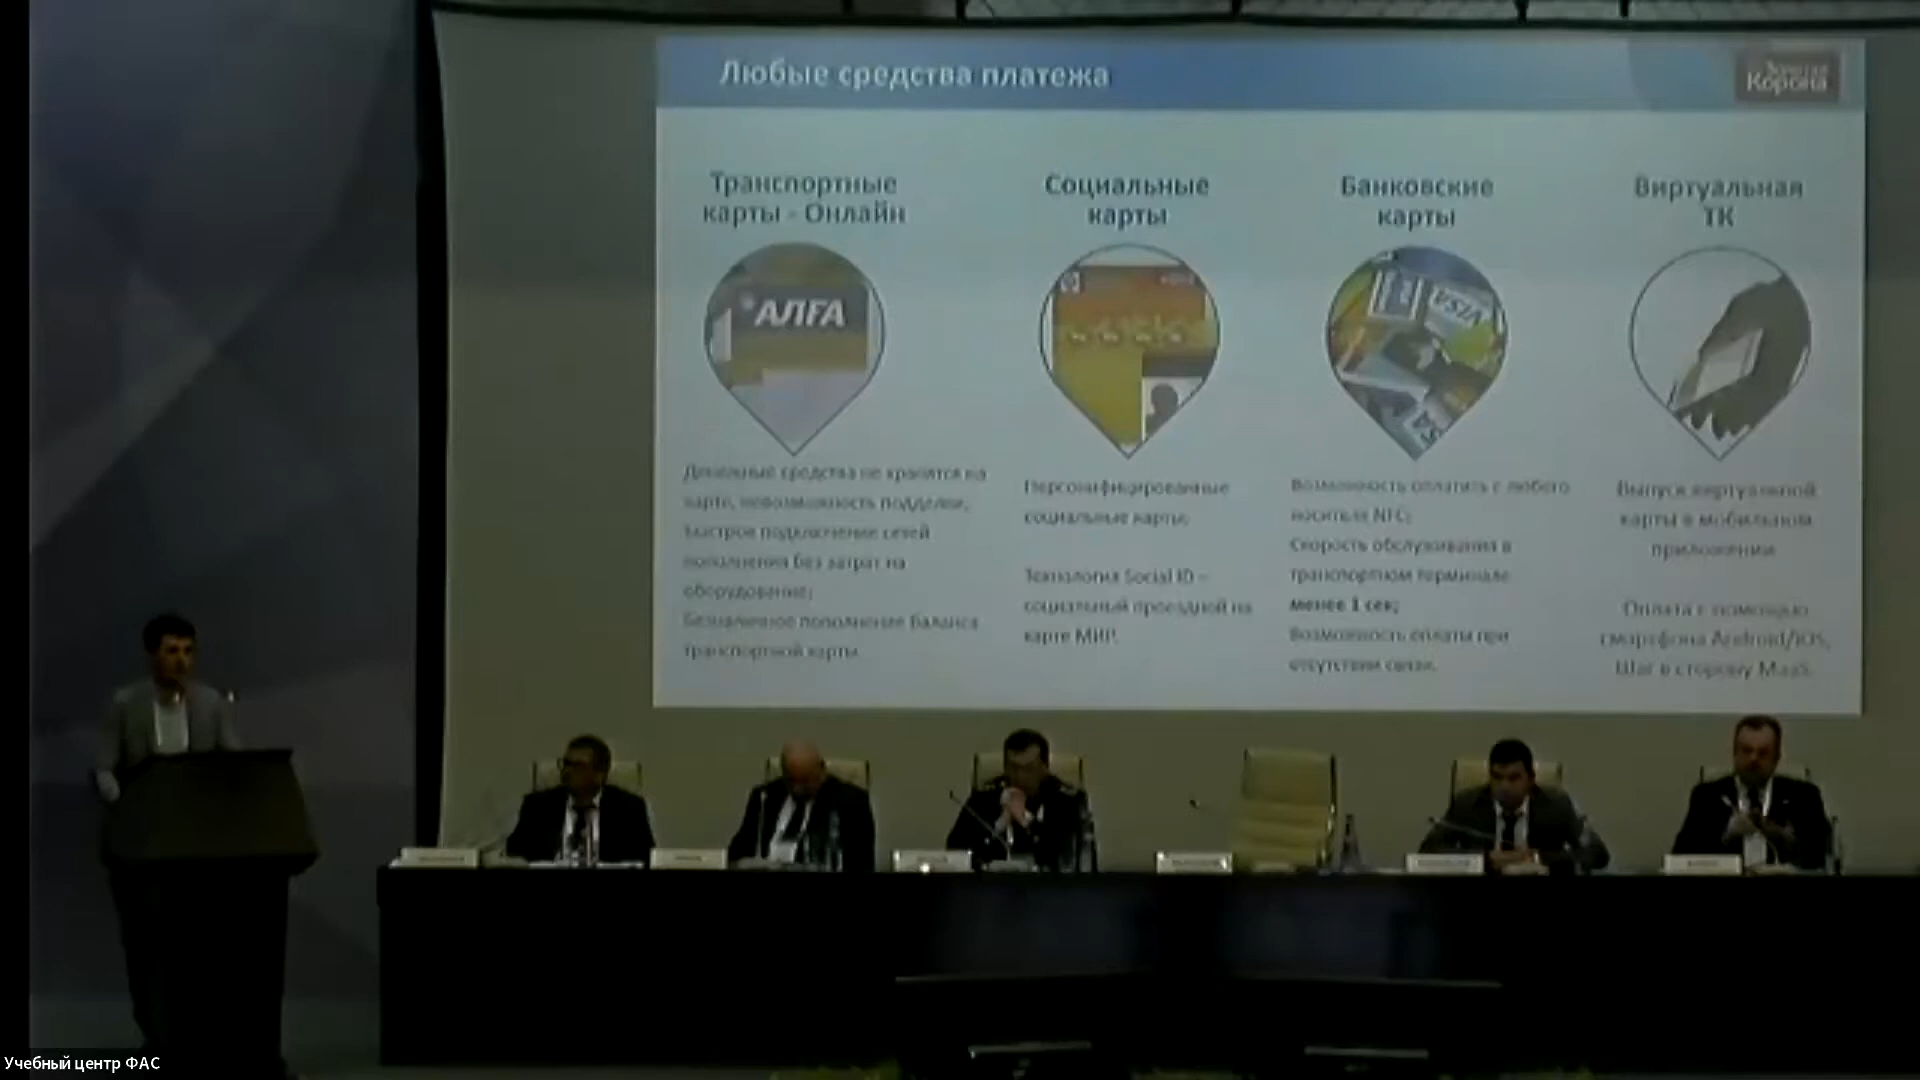 Любые средства платежа
Золотая
Корона
Транспортные
карты - Онлайн
АЛҒА
Денежные средства не хранятся на
карте, невозможность подделки;
Быстрое подключение сетей
пополнения без затрат на
оборудование;
Безналичное пополнение баланса
транспортной карты
Социальные
карты
Персонифицированные
социальные карты;
Технология Social ID –
социальный проездной на
карте МИР.
Банковские
карты
VISA
Возможность оплатить с любого
носителя NFC;
Скорость обслуживания в
транспортном терминале
менее 1 сек;
Возможность оплаты при
отсутствии связи.
Виртуальная
ТК
Выпуск виртуальной
карты в мобильном
приложении
Оплата с помощью
смартфона Android/iOS,
Шаг в сторону MaaS.
Учебный центр ФАС